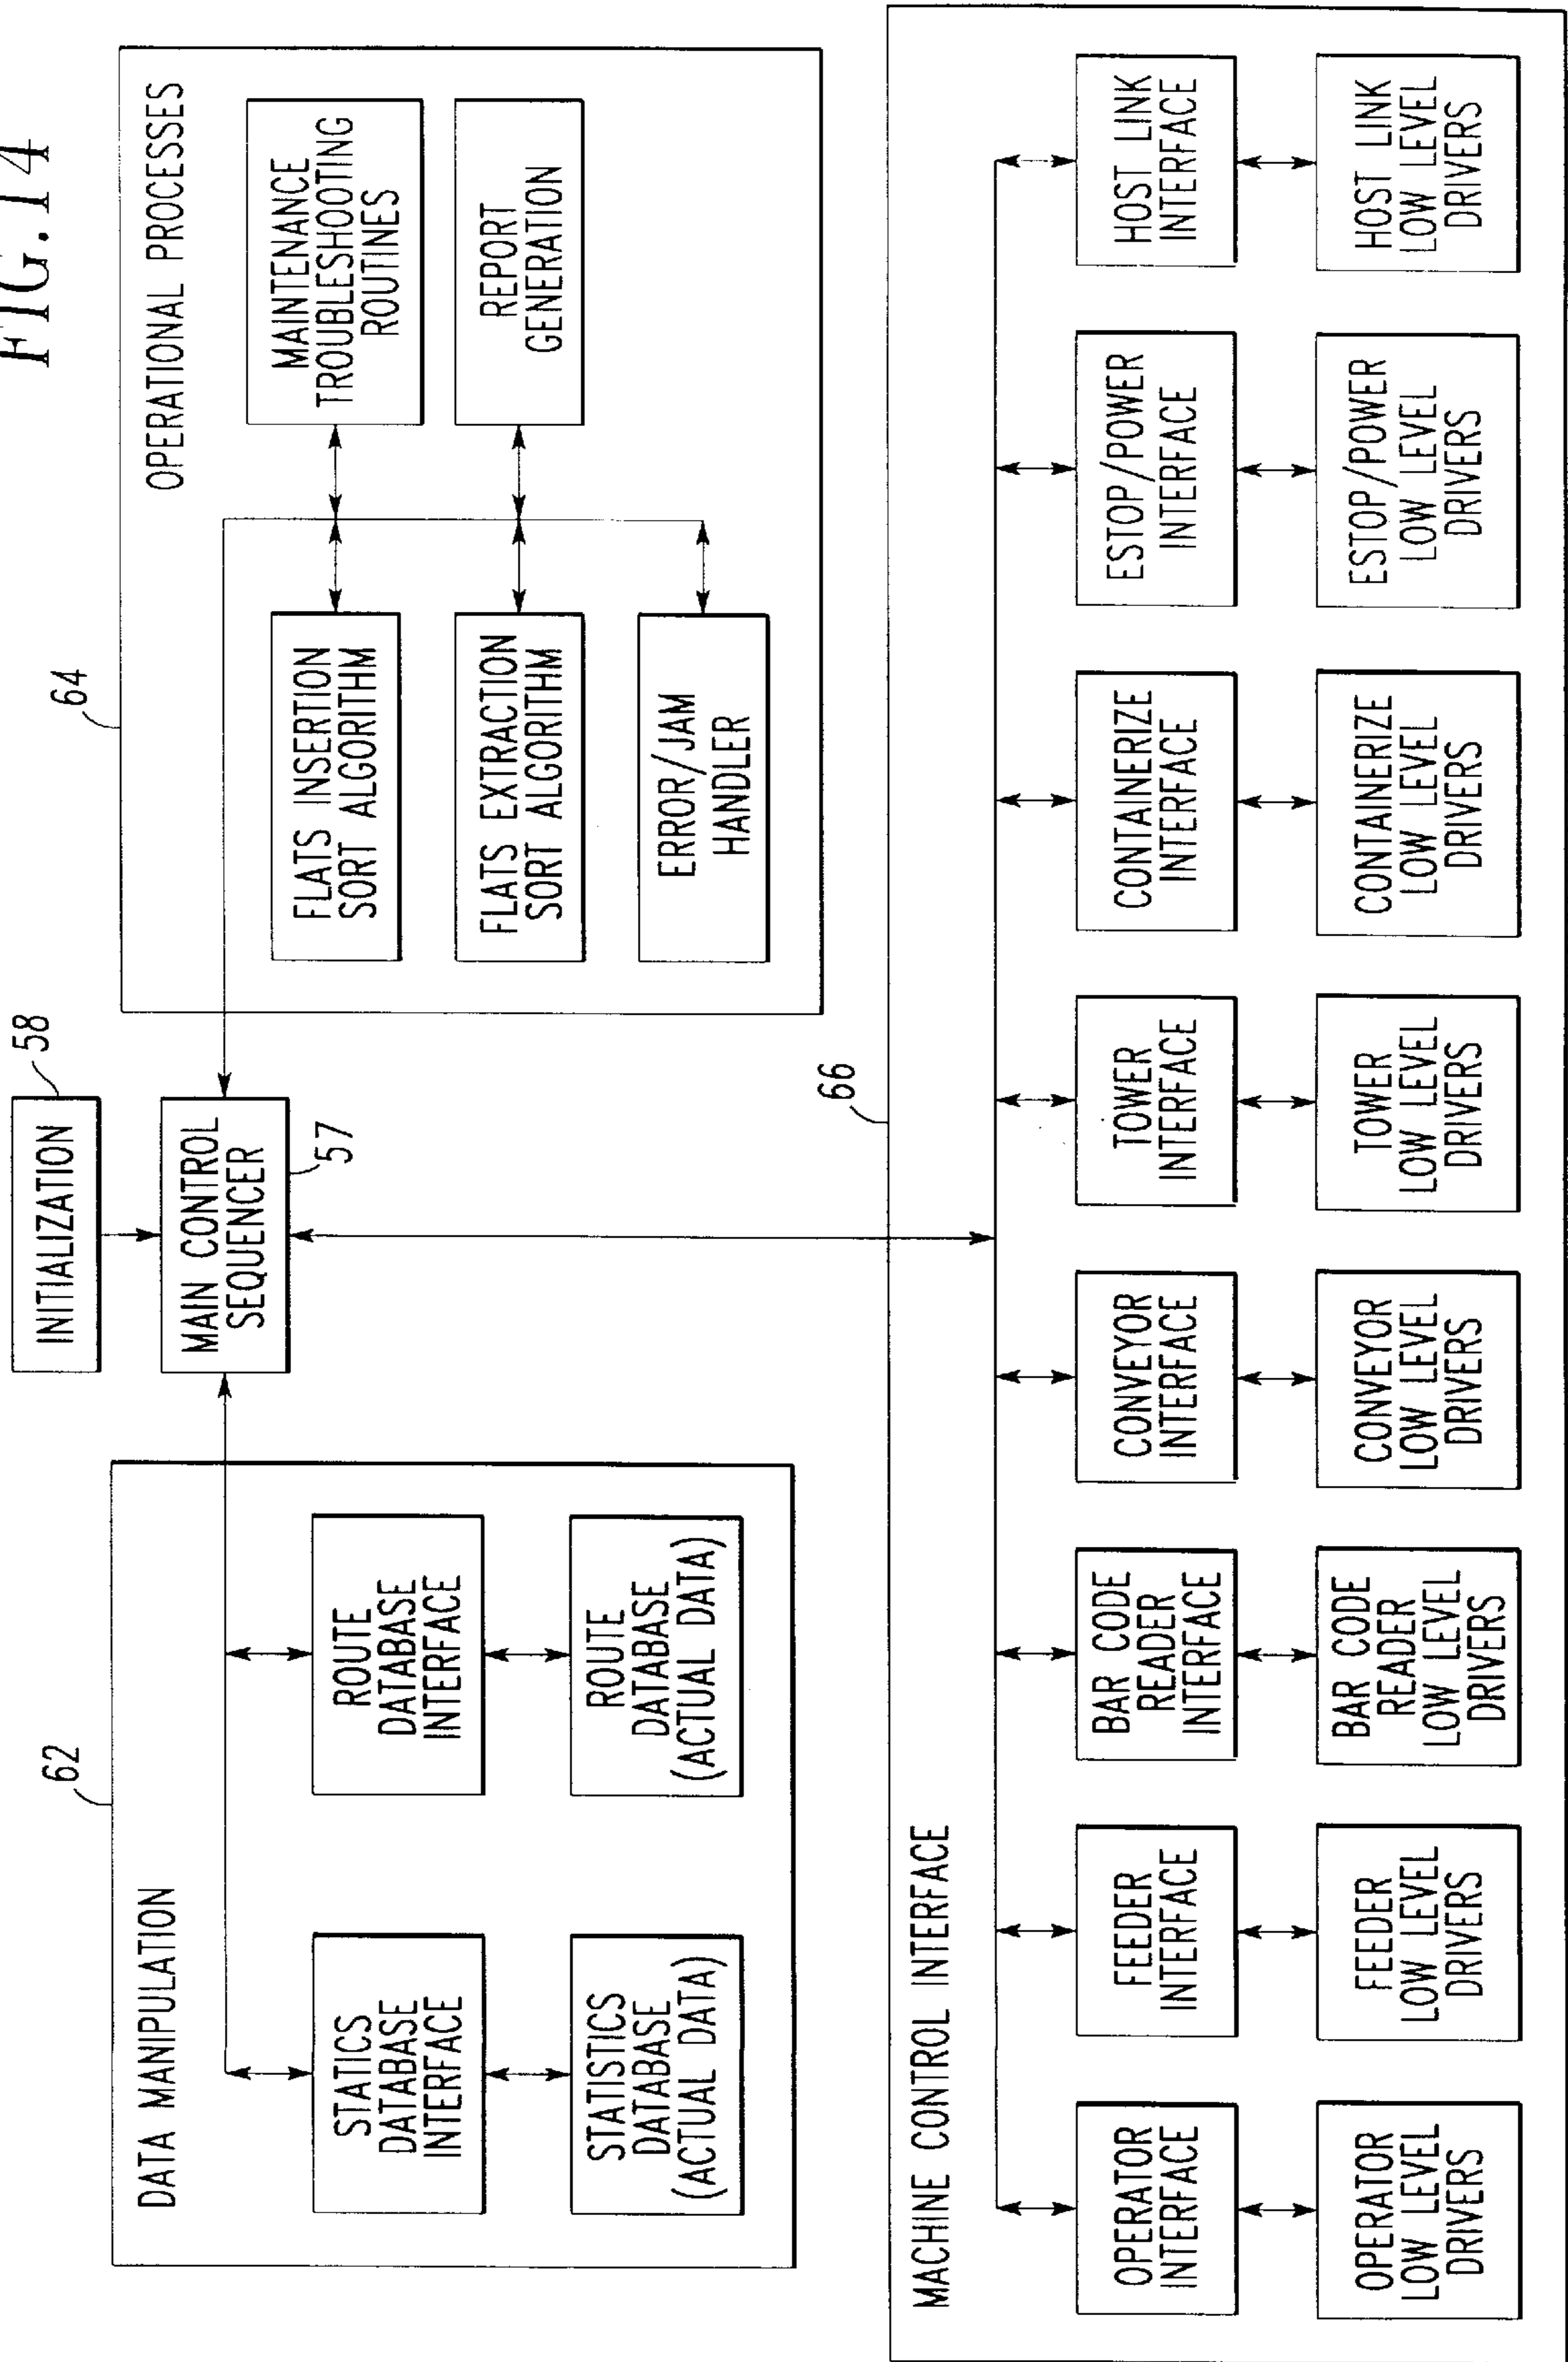 FIG. 14
58
INITIALIZATION
MAIN CONTROL
SEQUENCER
57
62
DATA MANIPULATION
STATICS
DATABASE
INTERFACE
ROUTE
DATABASE
INTERFACE
STATISTICS
DATABASE
(ACTUAL DATA)
ROUTE
DATABASE
(ACTUAL DATA)
64
OPERATIONAL PROCESSES
FLATS INSERTION
SORT ALGORITHM
MAINTENANCE
TROUBLESHOOTING
ROUTINES
FLATS EXTRACTION
SORT ALGORITHM
REPORT
GENERATION
ERROR/JAM
HANDLER
66
MACHINE CONTROL INTERFACE
OPERATOR
INTERFACE
FEEDER
INTERFACE
BAR CODE
READER
INTERFACE
CONVEYOR
INTERFACE
TOWER
INTERFACE
CONTAINERIZE
INTERFACE
ESTOP/POWER
INTERFACE
HOST LINK
INTERFACE
OPERATOR
LOW LEVEL
DRIVERS
FEEDER
LOW LEVEL
DRIVERS
BAR CODE
READER
LOW LEVEL
DRIVERS
CONVEYOR
LOW LEVEL
DRIVERS
TOWER
LOW LEVEL
DRIVERS
CONTAINERIZE
LOW LEVEL
DRIVERS
ESTOP/POWER
LOW LEVEL
DRIVERS
HOST LINK
LOW LEVEL
DRIVERS